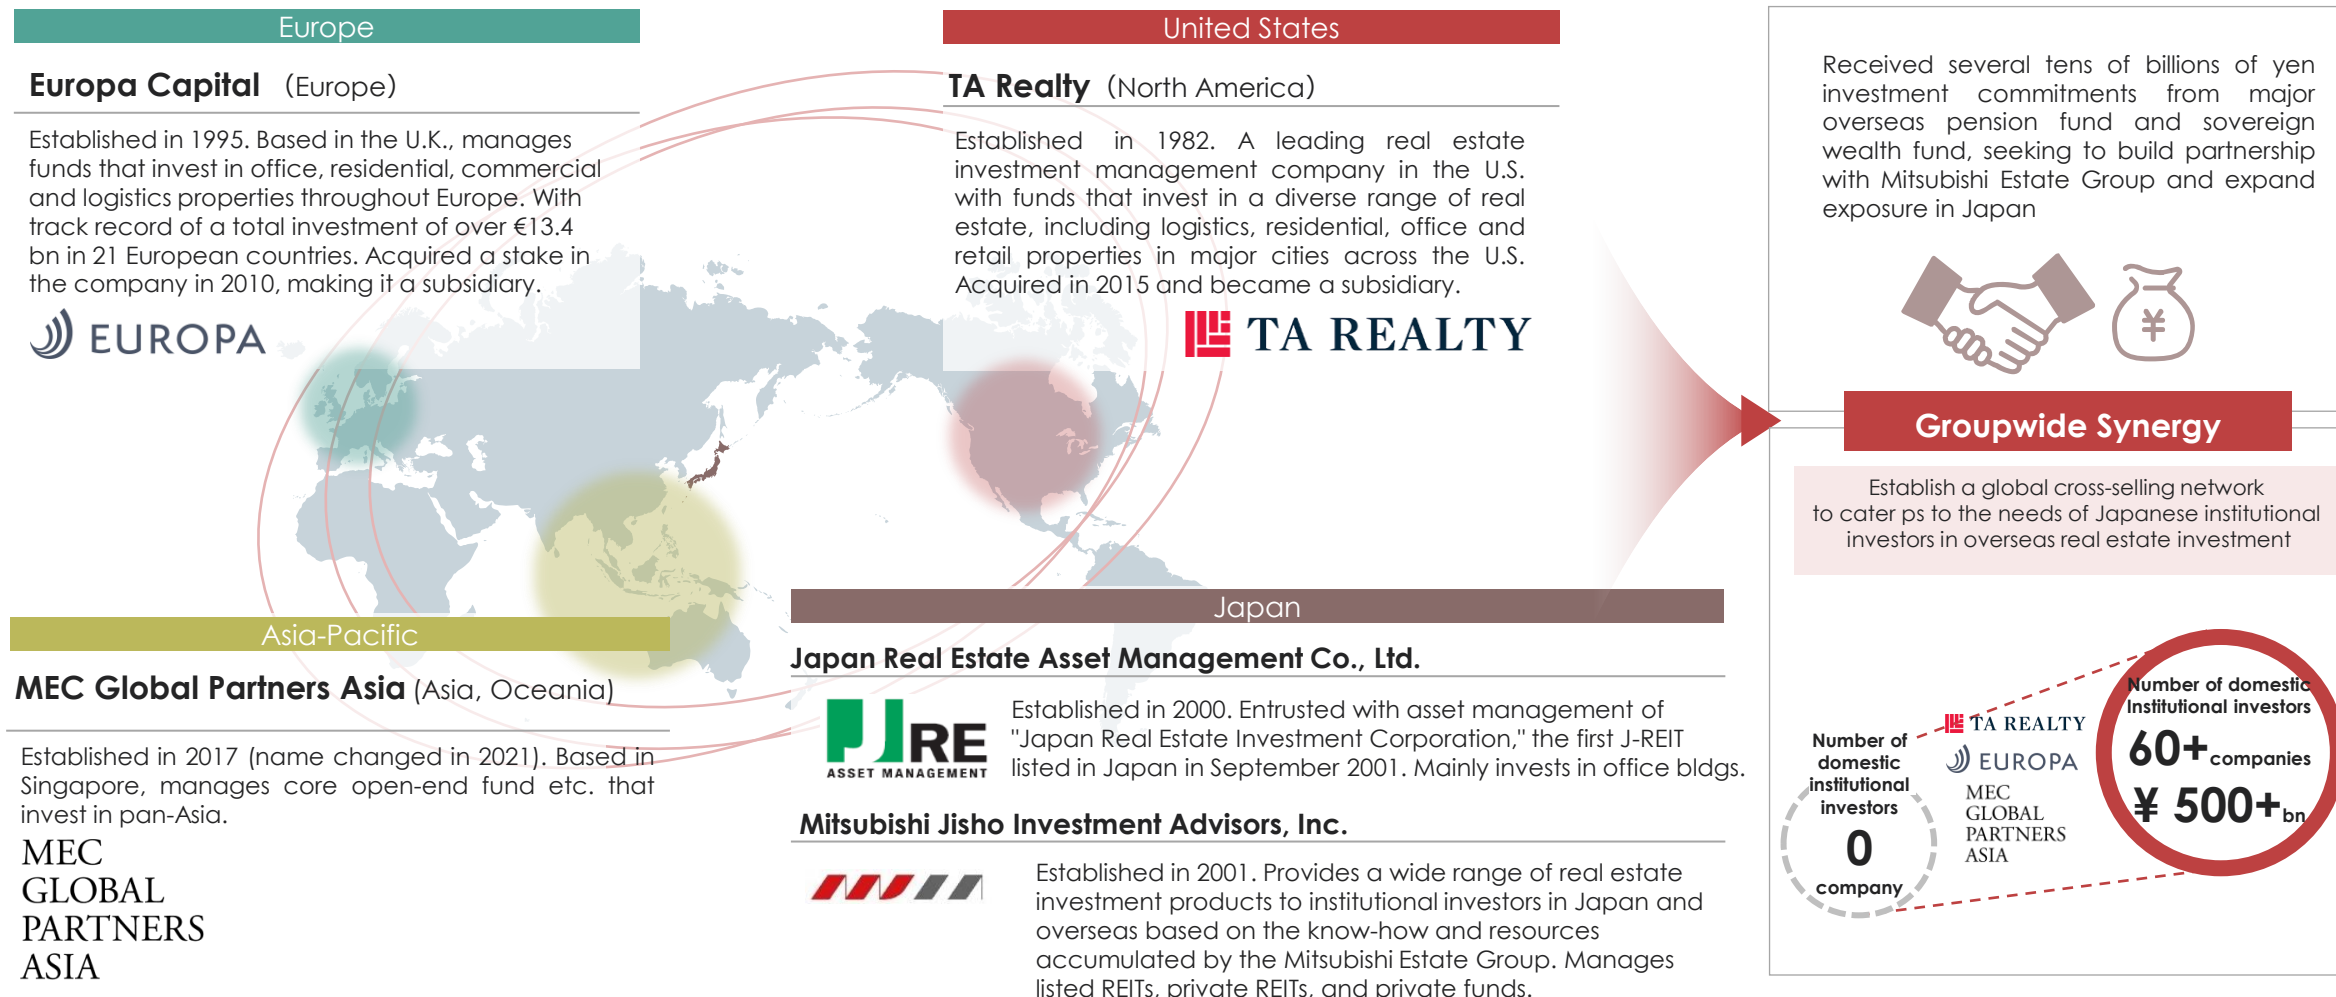 Europe
Europa Capital (Europe)
Established in 1995. Based in the U.K., manages
funds that invest in office, residential, commercial
and logistics properties throughout Europe. With
track record of a total investment of over €13.4
bn in 21 European countries. Acquired a stake in
the company in 2010, making it a subsidiary.
EUROPA
United States
TA Realty (North America)
Established in 1982. A leading real estate
investment management company in the U.S.
with funds that invest in a diverse range of real
estate, including logistics, residential, office and
retail properties in major cities across the U.S.
Acquired in 2015 and became a subsidiary.
TA REALTY
Asia-Pacific
MEC Global Partners Asia (Asia, Oceania)
Established in 2017 (name changed in 2021). Based in
Singapore, manages core open-end fund etc. that
invest in pan-Asia.
MEC
GLOBAL
PARTNERS
ASIA
Japan
Japan Real Estate Asset Management Co., Ltd.
JRE
ASSET MANAGEMENT
Established in 2000. Entrusted with asset management of
"Japan Real Estate Investment Corporation," the first J-REIT
listed in Japan in September 2001. Mainly invests in office bldgs.
Mitsubishi Jisho Investment Advisors, Inc.
Established in 2001. Provides a wide range of real estate
investment products to institutional investors in Japan and
overseas based on the know-how and resources
accumulated by the Mitsubishi Estate Group. Manages
listed REITs, private REITs, and private funds.
Received several tens of billions of yen
investment commitments from major
overseas pension fund and sovereign
wealth fund, seeking to build partnership
with Mitsubishi Estate Group and expand
exposure in Japan
¥
Groupwide Synergy
Establish a global cross-selling network
to cater ps to the needs of Japanese institutional
investors in overseas real estate investment
Number of
domestic
institutional
investors
0
company
TA REALTY
EUROPA
MEC
GLOBAL
PARTNERS
ASIA
Number of domestic
Institutional investors
60+companies
¥ 500+bn